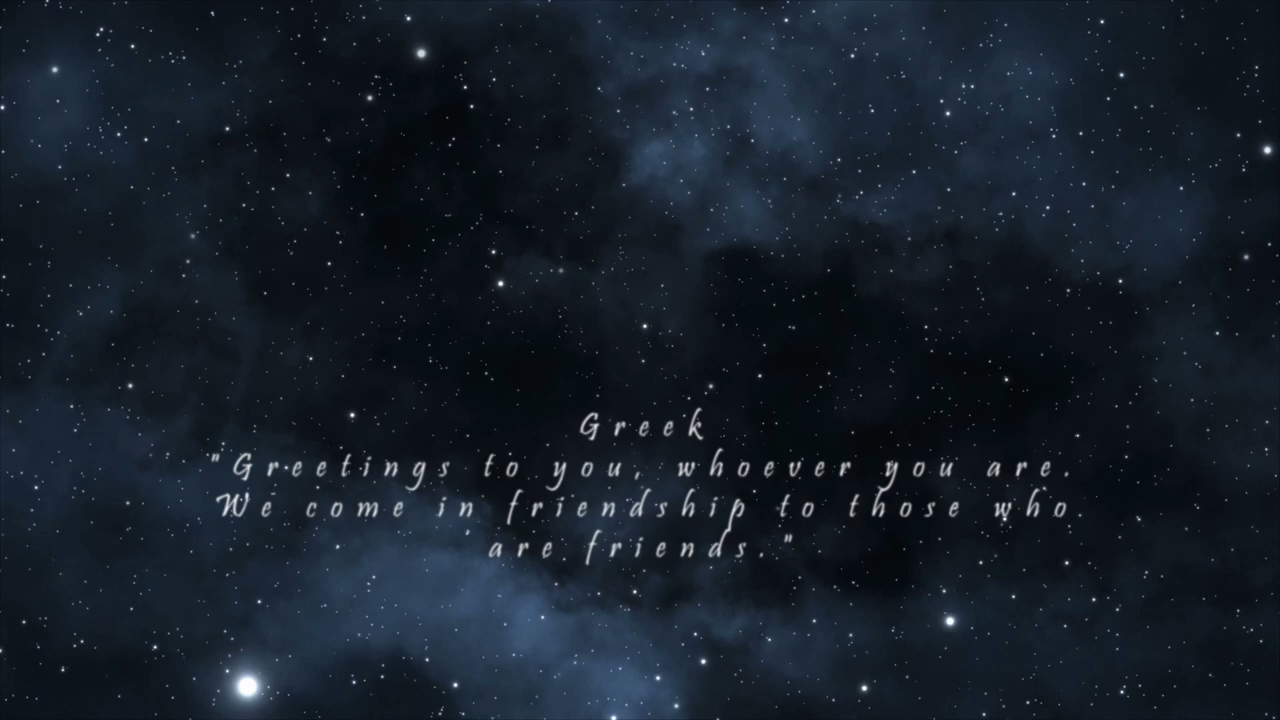 Greek
"Greetings to you, whoever you are.
We come in friendship to those who
are friends."